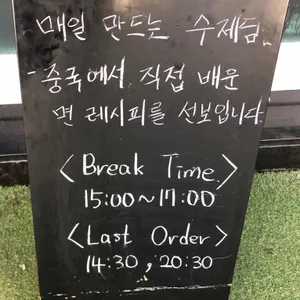 매일 만드는 수제딤.
- 중국에서 직접 배운
면 레시피를 선보입니다.
<Break Time>
15:00~17:00
<Last Order>
14:30, 20:30